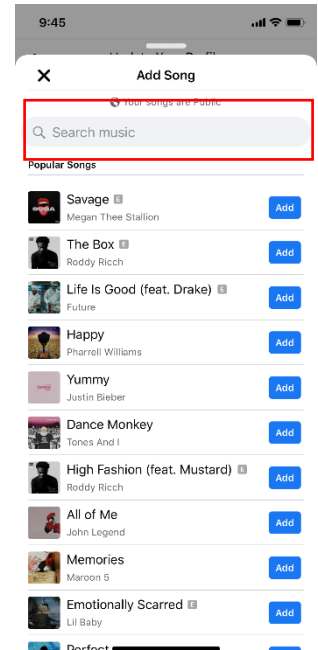 9:45
Add Song
Your songs are Public
Search music
Popular Songs
Savage E
Megan Thee Stallion
Add
The Box E
Roddy Ricch
Add
Life Is Good (feat. Drake) E
Future
Add
Happy
Pharrell Williams
Add
Yummy
Justin Bieber
Add
Dance Monkey
Tones And I
Add
High Fashion (feat. Mustard) E
Roddy Ricch
Add
All of Me
John Legend
Add
Memories
Maroon 5
Add
Emotionally Scarred E
Lil Baby
Add
Perfect